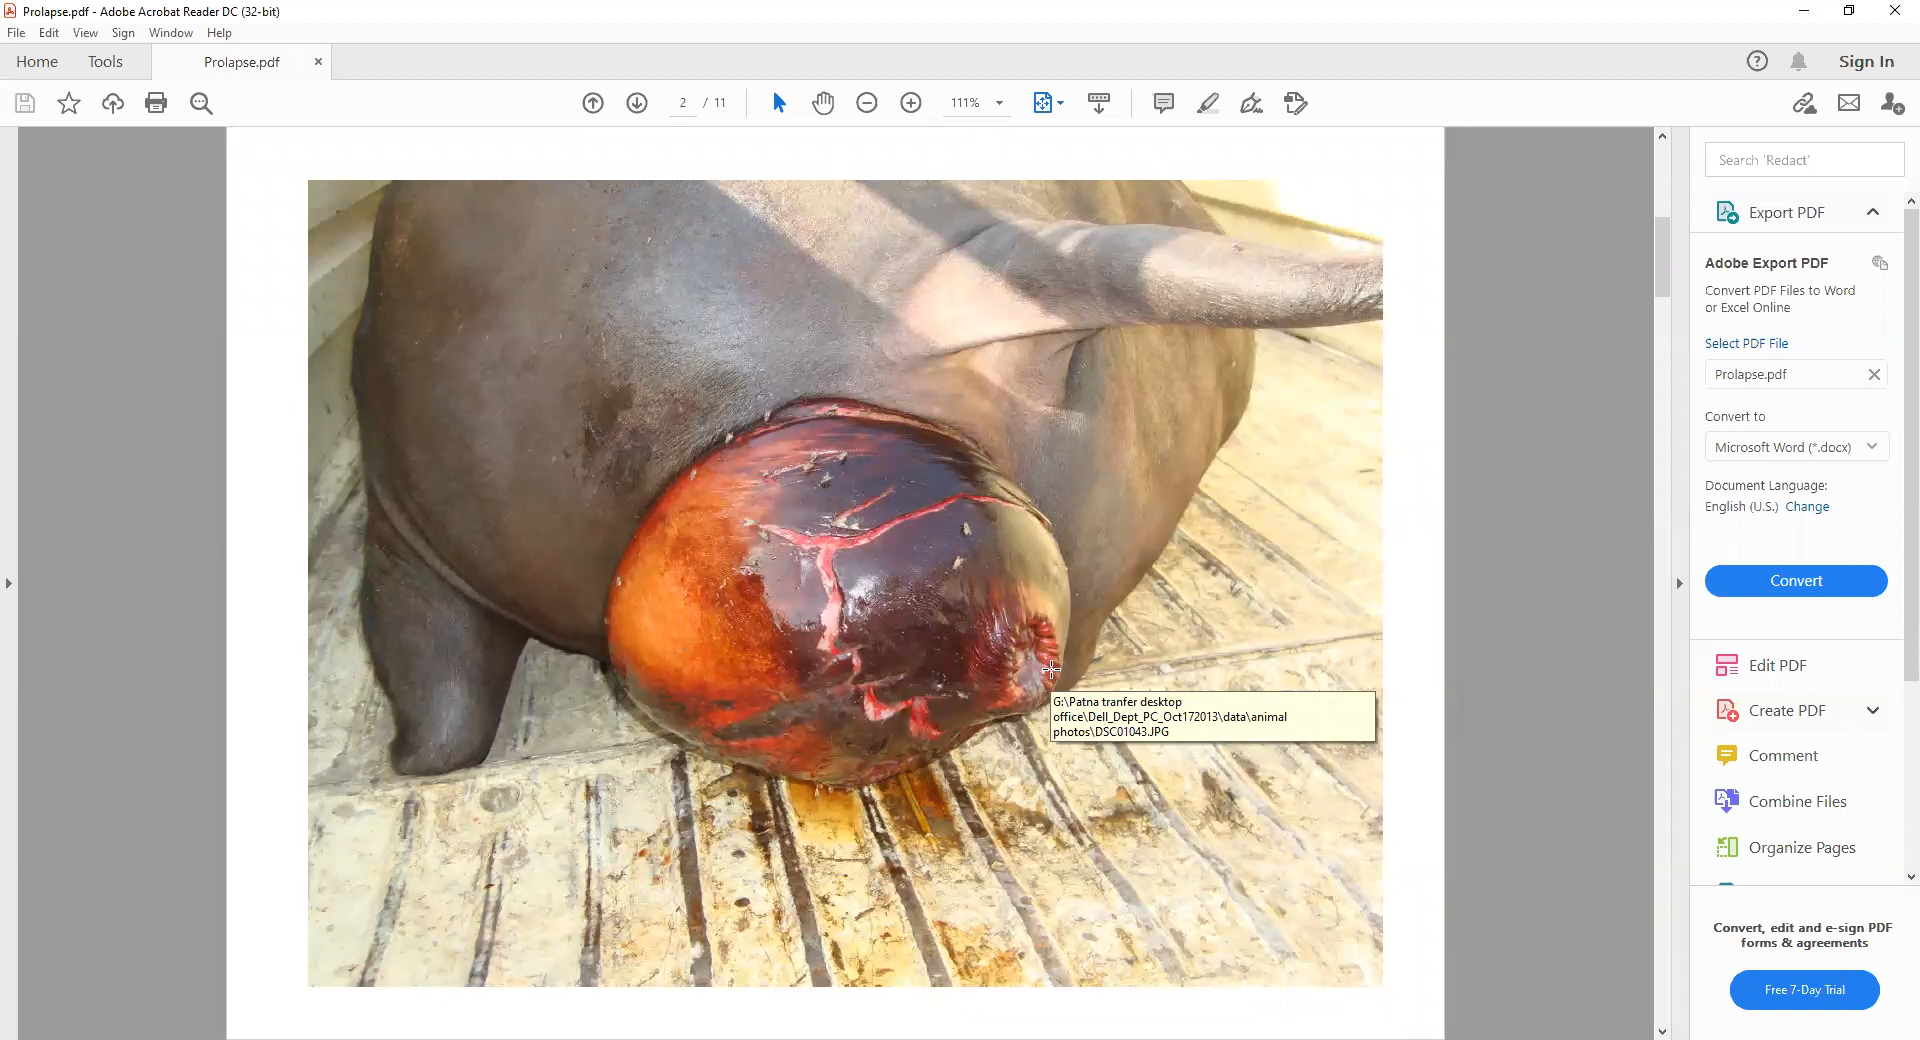 Prolapse.pdf - Adobe Acrobat Reader DC (32-bit)
File Edit View Sign Window Help
Home Tools Prolapse.pdf Sign In
2 / 11 111%
Search 'Redact'
Export PDF
Adobe Export PDF
Convert PDF Files to Word
or Excel Online
Select PDF File
Prolapse.pdf
Convert to
Microsoft Word (*.docx)
Document Language:
English (U.S.) Change
Convert
Edit PDF
Create PDF
Comment
Combine Files
Organize Pages
Convert, edit and e-sign PDF
forms & agreements
Free 7-Day Trial
G:\Patna tranfer desktop
office\Dell_Dept_PC_Oct172013\data\animal
photos\DSC01043.JPG